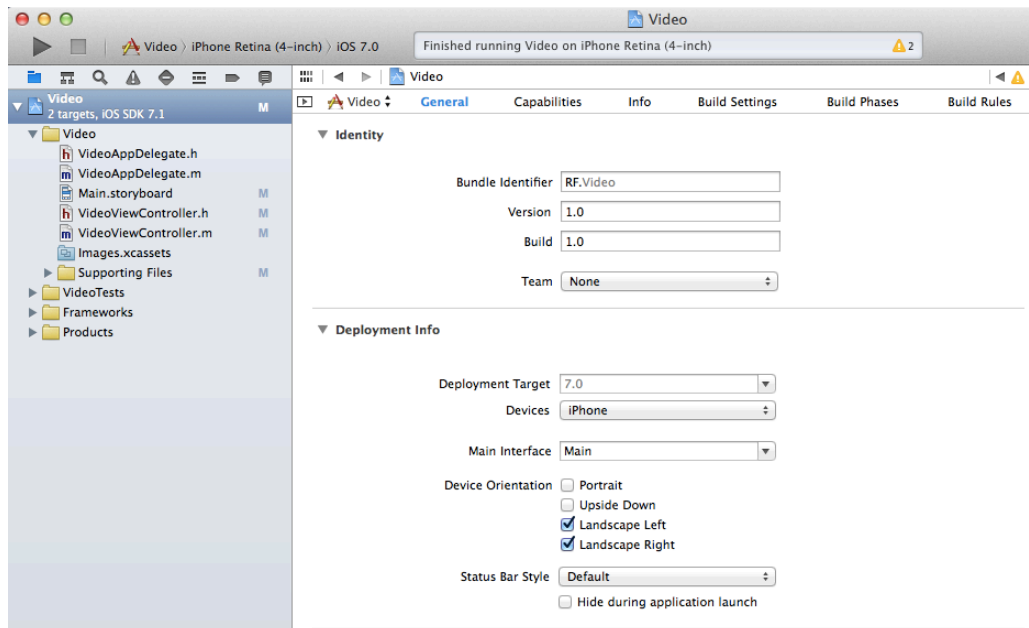 Video
Video 〉 iPhone Retina (4-inch) 〉 iOS 7.0
Finished running Video on iPhone Retina (4-inch)
2
Video
Video
2 targets, iOS SDK 7.1
M
Video
General
Capabilities
Info
Build Settings
Build Phases
Build Rules
Video
h VideoAppDelegate.h
m VideoAppDelegate.m
Main.storyboard M
h VideoViewController.h M
m VideoViewController.m M
Images.xcassets
Supporting Files M
VideoTests
Frameworks
Products
Identity
Bundle Identifier RF.Video
Version 1.0
Build 1.0
Team None
Deployment Info
Deployment Target 7.0
Devices iPhone
Main Interface Main
Device Orientation Portrait
Upside Down
Landscape Left
Landscape Right
Status Bar Style Default
Hide during application launch